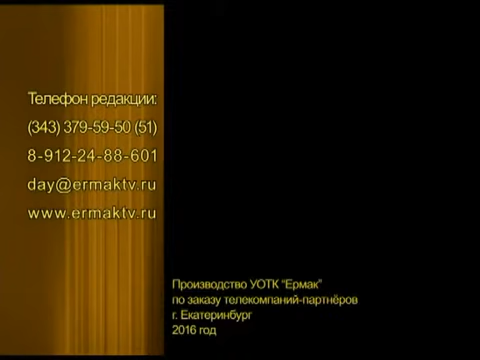 Телефон редакции:
(343) 379-59-50 (51)
8-912-24-88-601
day@ermaktv.ru
www.ermaktv.ru
Производство УОТК "Ермак"
по заказу телекомпаний-партнёров
г. Екатеринбург
2016 год